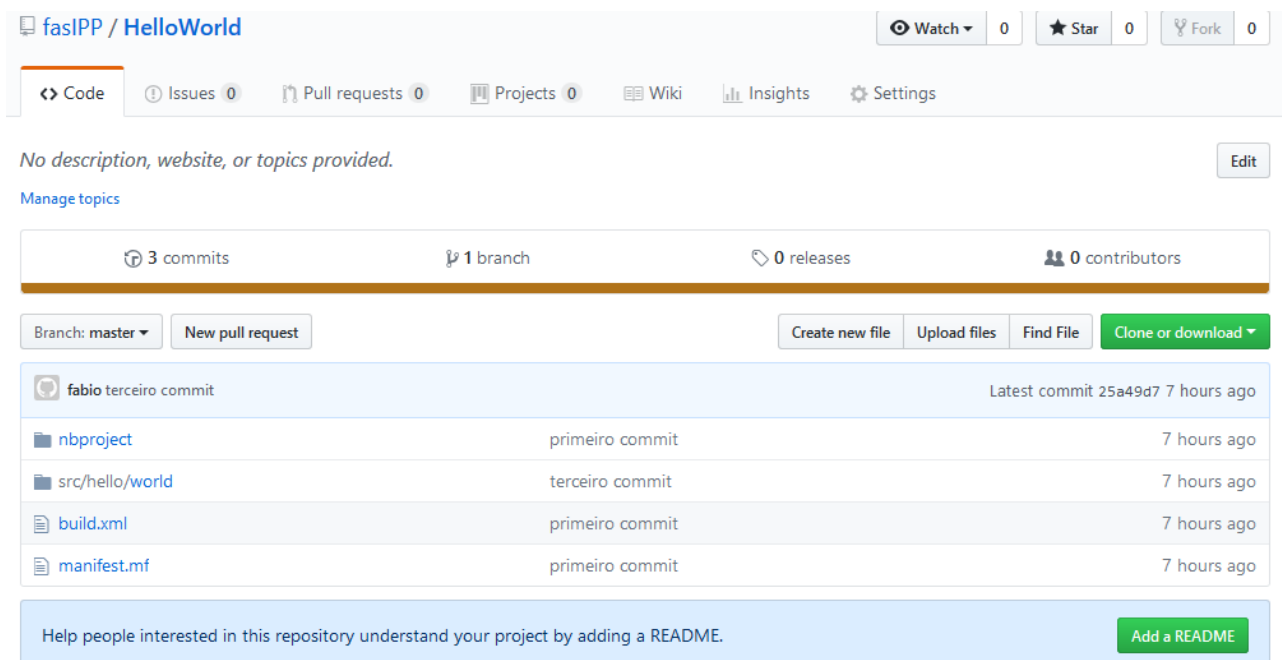 fasIPP / HelloWorld Watch 0 Star 0 Fork 0
Code Issues 0 Pull requests 0 Projects 0 Wiki Insights Settings
No description, website, or topics provided. Edit
Manage topics
3 commits 1 branch 0 releases 0 contributors
Branch: master New pull request Create new file Upload files Find File Clone or download
fabio terceiro commit Latest commit 25a49d7 7 hours ago
nbproject primeiro commit 7 hours ago
src/hello/world terceiro commit 7 hours ago
build.xml primeiro commit 7 hours ago
manifest.mf primeiro commit 7 hours ago
Help people interested in this repository understand your project by adding a README. Add a README